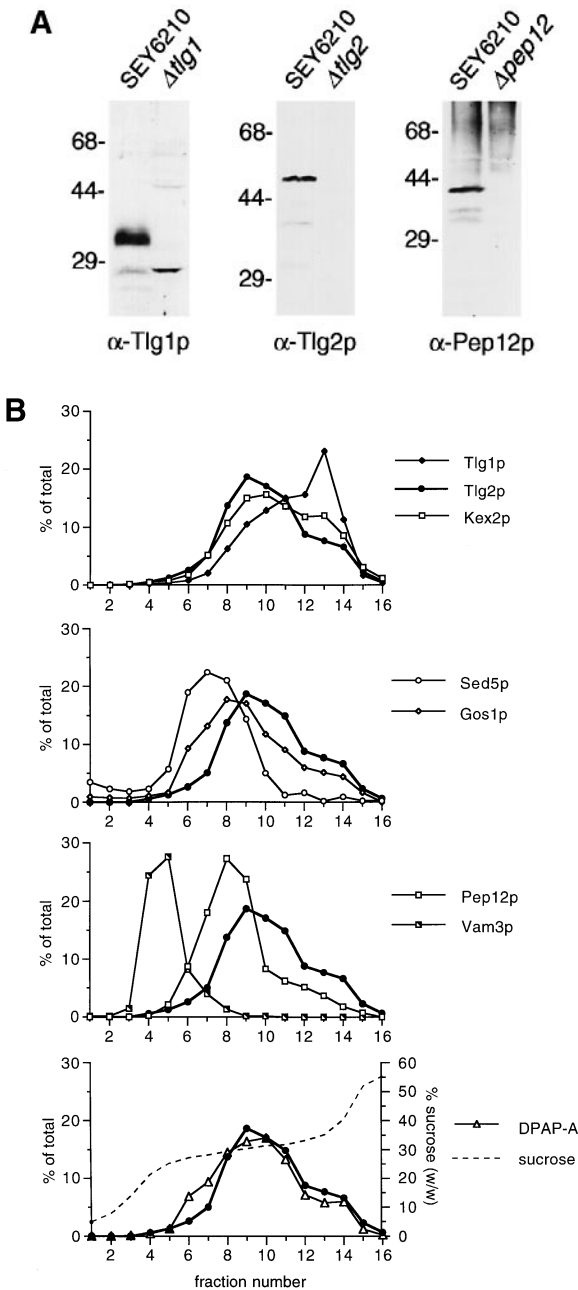 A
SEY6210 Δtlg1
68-
44-
29-
α-Tlg1p
SEY6210 Δtlg2
68-
44-
29-
α-Tlg2p
SEY6210 Δpep12
68-
44-
29-
α-Pep12p
B
% of total
30
20
10
0
2 4 6 8 10 12 14 16
Tlg1p
Tlg2p
Kex2p
% of total
30
20
10
0
2 4 6 8 10 12 14 16
Sed5p
Gos1p
% of total
30
20
10
0
2 4 6 8 10 12 14 16
Pep12p
Vam3p
% of total
30
20
10
0
60
50
40
30
20
10
0
% sucrose (w/w)
2 4 6 8 10 12 14 16
fraction number
DPAP-A
sucrose